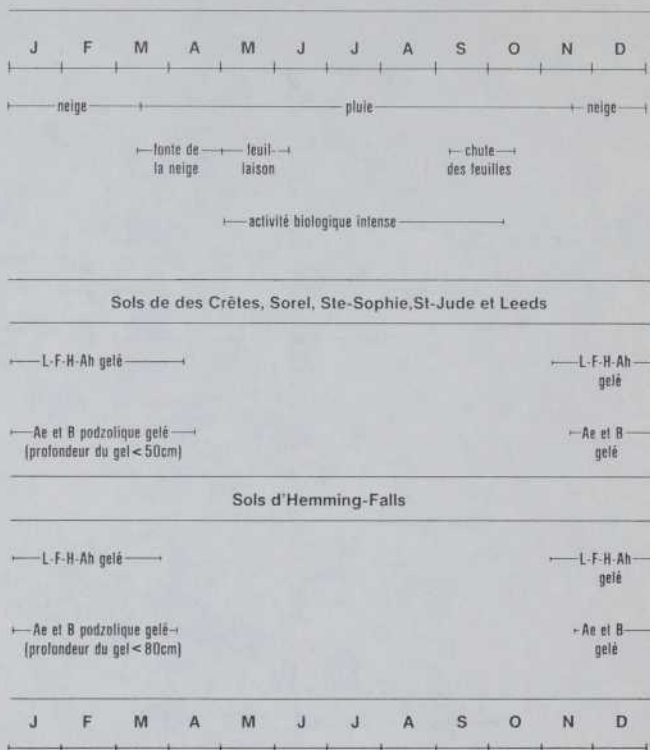 J F M A M J J A S O N D
neige pluie neige
fonte de la neige feuil- laison chute des feuilles
activité biologique intense
Sols de des Crêtes, Sorel, Ste-Sophie,St-Jude et Leeds
L-F-H-Ah gelé L-F-H-Ah gelé
Ae et B podzolique gelé Ae et B
(profondeur du gel < 50cm) gelé
Sols d'Hemming-Falls
L-F-H-Ah gelé L-F-H-Ah gelé
Ae et B podzolique gelé Ae et B
(profondeur du gel < 80cm) gelé
J F M A M J J A S O N D